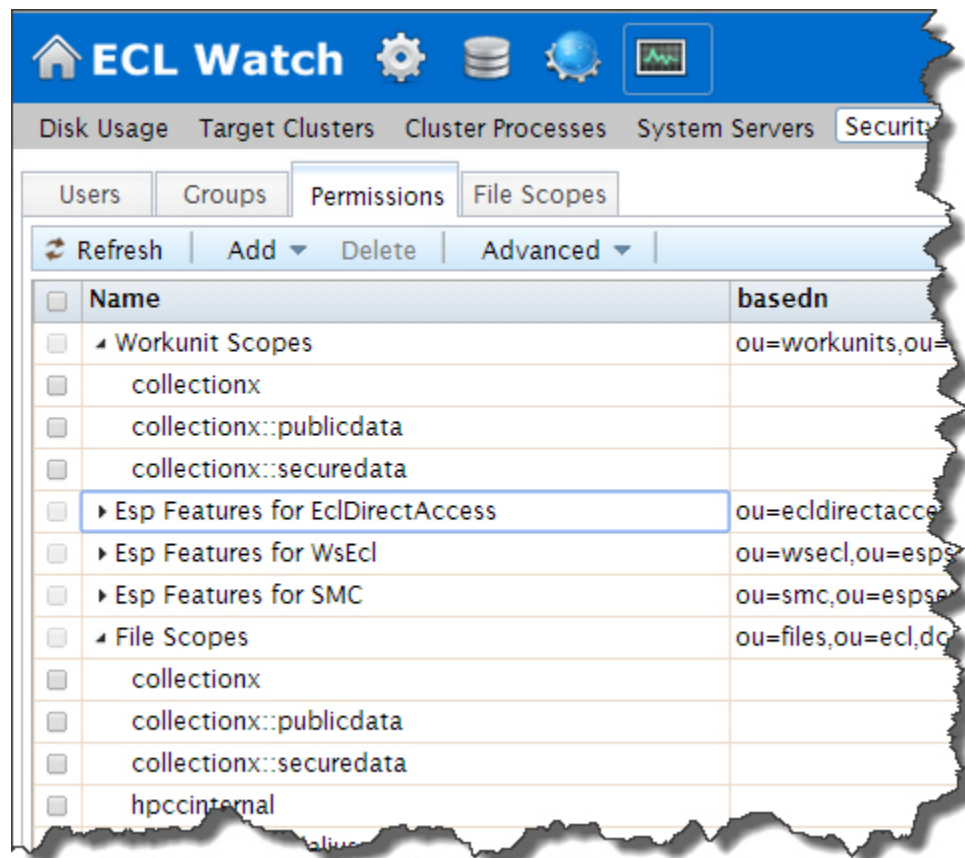 ECL Watch
Disk Usage Target Clusters Cluster Processes System Servers
Users Groups Permissions File Scopes
Refresh Add Delete Advanced
Name basedn
Workunit Scopes ou=workunits,ou=
collectionx
collectionx::publicdata
collectionx::securedata
Esp Features for EclDirectAccess ou=ecldirectacce
Esp Features for WsEcl ou=wsecl,ou=esps
Esp Features for SMC ou=smc,ou=espse
File Scopes ou=files,ou=ecl,dc
collectionx
collectionx::publicdata
collectionx::securedata
hpccinternal